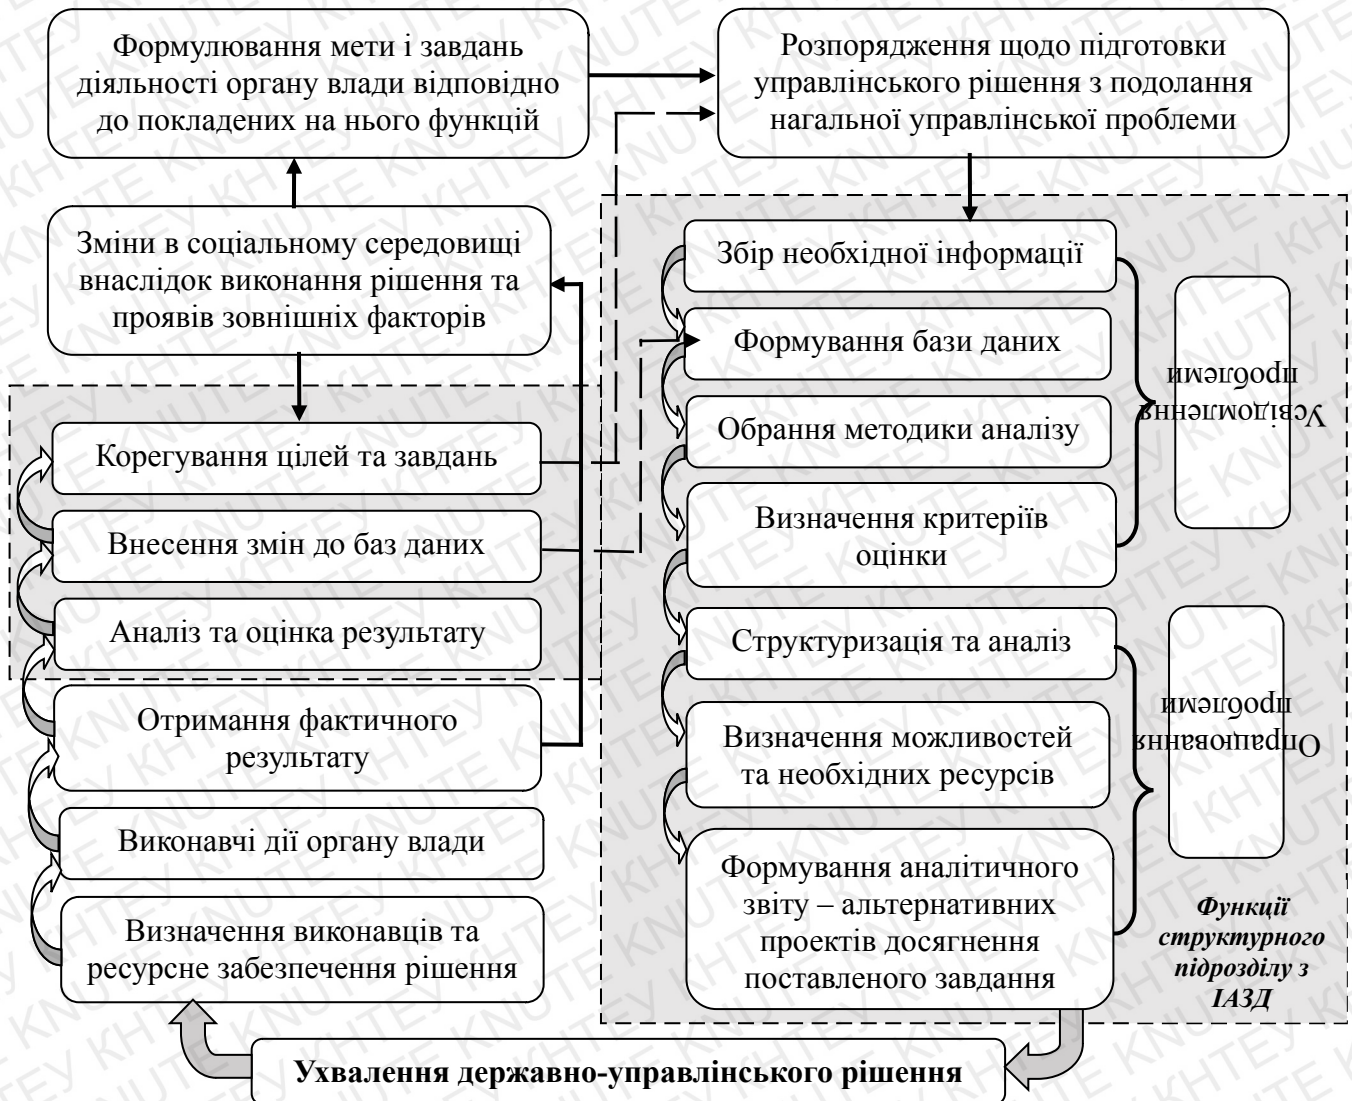 Формулювання мети і завдань
діяльності органу влади відповідно
до покладених на нього функцій
Розпорядження щодо підготовки
управлінського рішення з подолання
нагальної управлінської проблеми
Зміни в соціальному середовищі
внаслідок виконання рішення та
проявів зовнішніх факторів
Збір необхідної інформації
Формування бази даних
Обрання методики аналізу
Визначення критеріїв
оцінки
Усвідомлення
проблеми
Корегування цілей та завдань
Внесення змін до баз даних
Аналіз та оцінка результату
Отримання фактичного
результату
Виконавчі дії органу влади
Визначення виконавців та
ресурсне забезпечення рішення
Структуризація та аналіз
Визначення можливостей
та необхідних ресурсів
Формування аналітичного
звіту – альтернативних
проектів досягнення
поставленого завдання
Опрацювання
проблеми
Функції
структурного
підрозділу з
ІАЗД
Ухвалення державно-управлінського рішення
KNUTE КНТЕУ